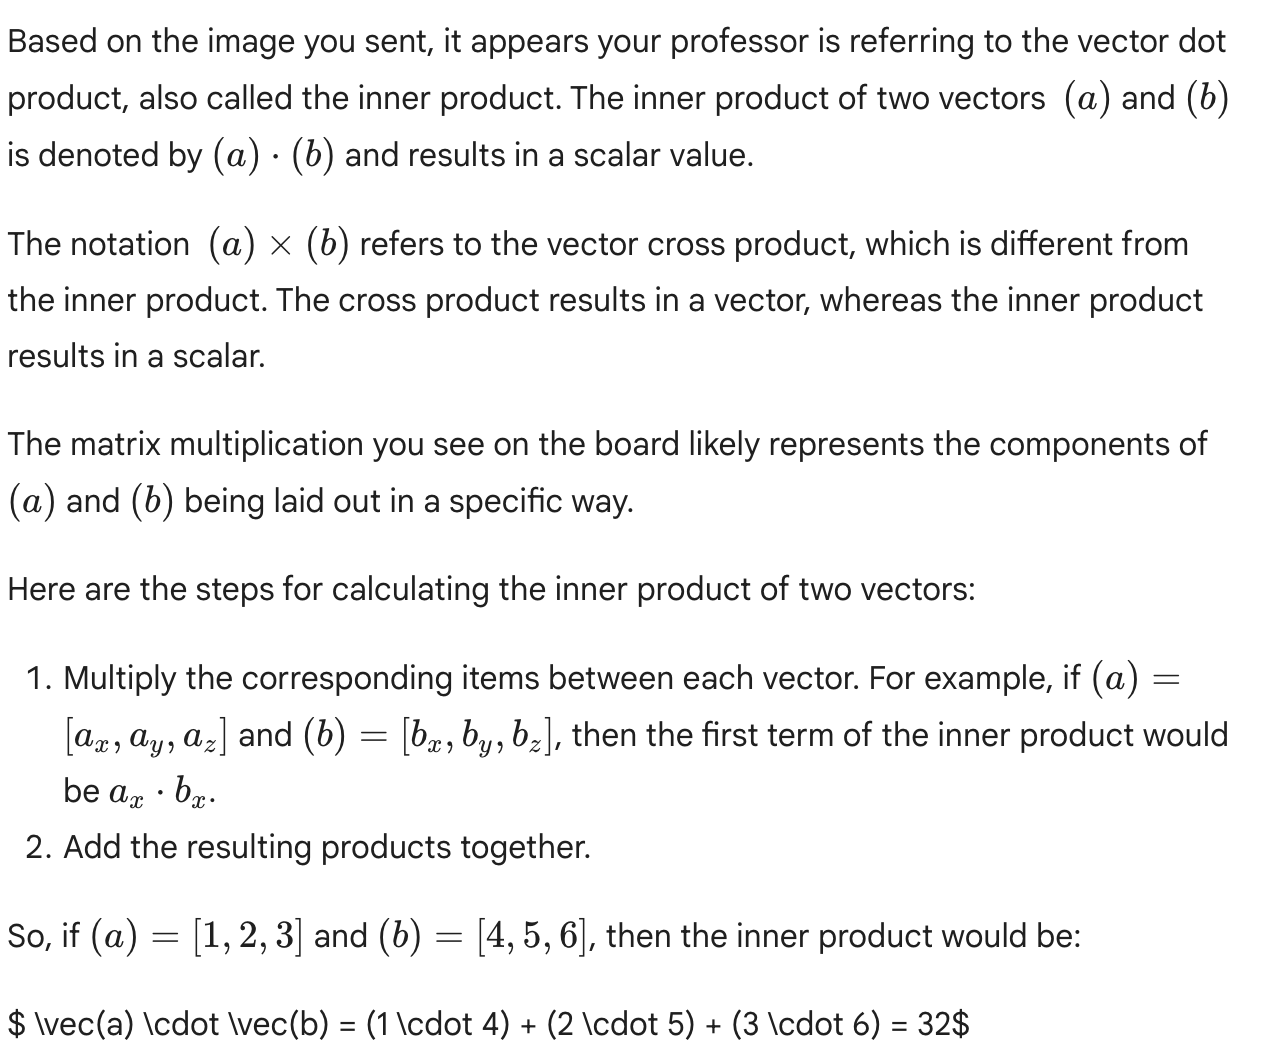 Based on the image you sent, it appears your professor is referring to the vector dot
product, also called the inner product. The inner product of two vectors (a) and (b)
is denoted by (a) · (b) and results in a scalar value.
The notation (a) × (b) refers to the vector cross product, which is different from
the inner product. The cross product results in a vector, whereas the inner product
results in a scalar.
The matrix multiplication you see on the board likely represents the components of
(a) and (b) being laid out in a specific way.
Here are the steps for calculating the inner product of two vectors:
1. Multiply the corresponding items between each vector. For example, if (a) =
[aₓ, a_y, a_z] and (b) = [bₓ, b_y, b_z], then the first term of the inner product would
be aₓ · bₓ.
2. Add the resulting products together.
So, if (a) = [1, 2, 3] and (b) = [4, 5, 6], then the inner product would be:
$ \vec(a) \cdot \vec(b) = (1 \cdot 4) + (2 \cdot 5) + (3 \cdot 6) = 32$